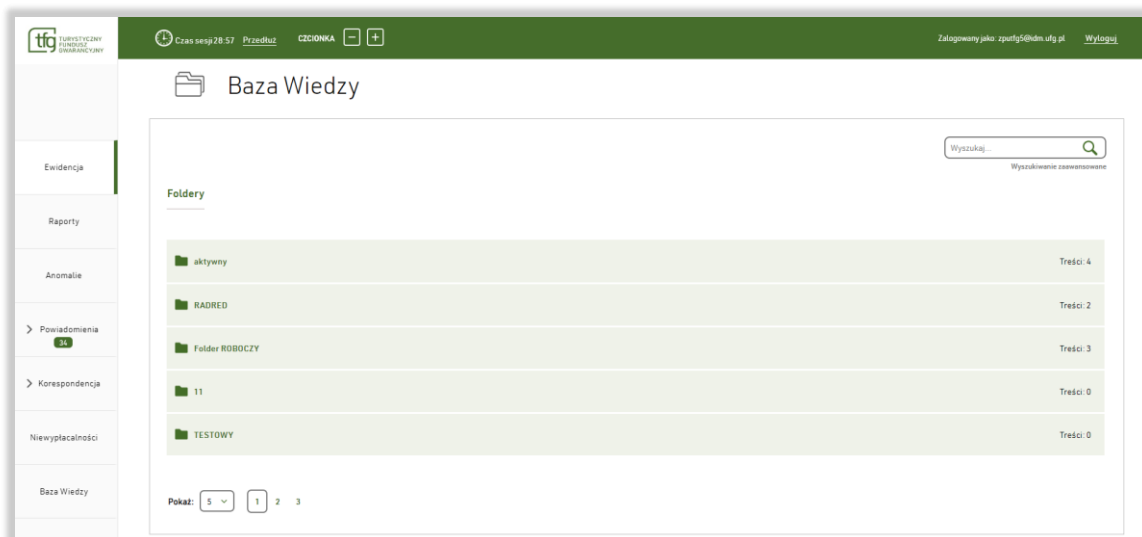 tfg TURYSTYCZNY
FUNDUSZ
GWARANCYJNY
Czas sesji 28:57 Przedłuż CZCIONKA − +
Zalogowany jako: zputfg5@idm.ufg.pl Wyloguj
Baza Wiedzy
Ewidencja
Raporty
Anomalie
Powiadomienia
34
Korespondencja
Niewypłacalności
Baza Wiedzy
Wyszukaj...
Wyszukiwanie zaawansowane
Foldery
aktywny Treści: 4
RADRED Treści: 2
Folder ROBOCZY Treści: 3
11 Treści: 0
TESTOWY Treści: 0
Pokaż: 5 1 2 3